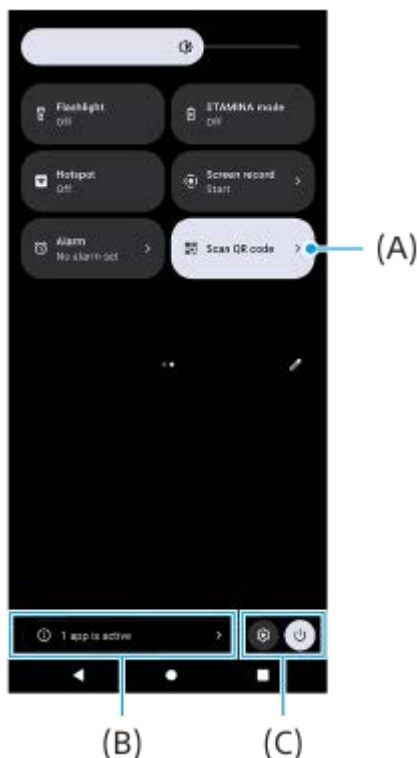 Flashlight
Off
STAMINA mode
Off
Hotspot
Off
Screen record
Start
Alarm
No alarm set
Scan QR code
(A)
1 app is active
(B)
(C)